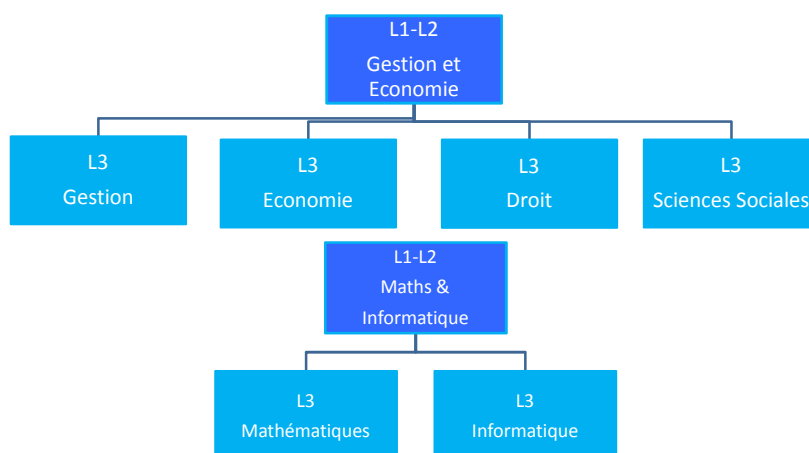 L1-L2
Gestion et
Economie
L3
Gestion
L3
Economie
L3
Droit
L3
Sciences Sociales
L1-L2
Maths &
Informatique
L3
Mathématiques
L3
Informatique